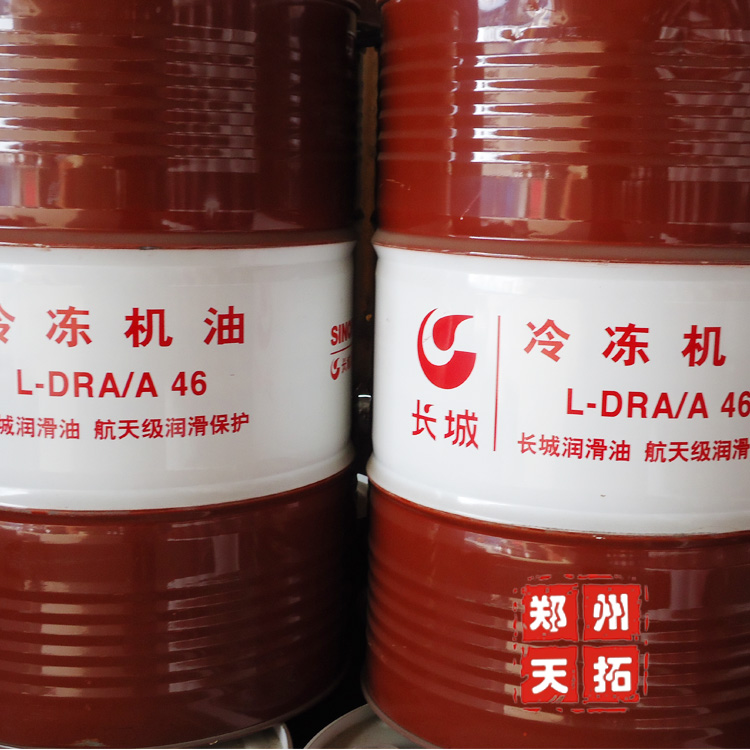 冷冻机油
L-DRA/A 46
城润滑油 航天级润滑保护
SINO
长城
冷冻机
L-DRA/A 46
长城润滑油 航天级润滑
郑州
天拓